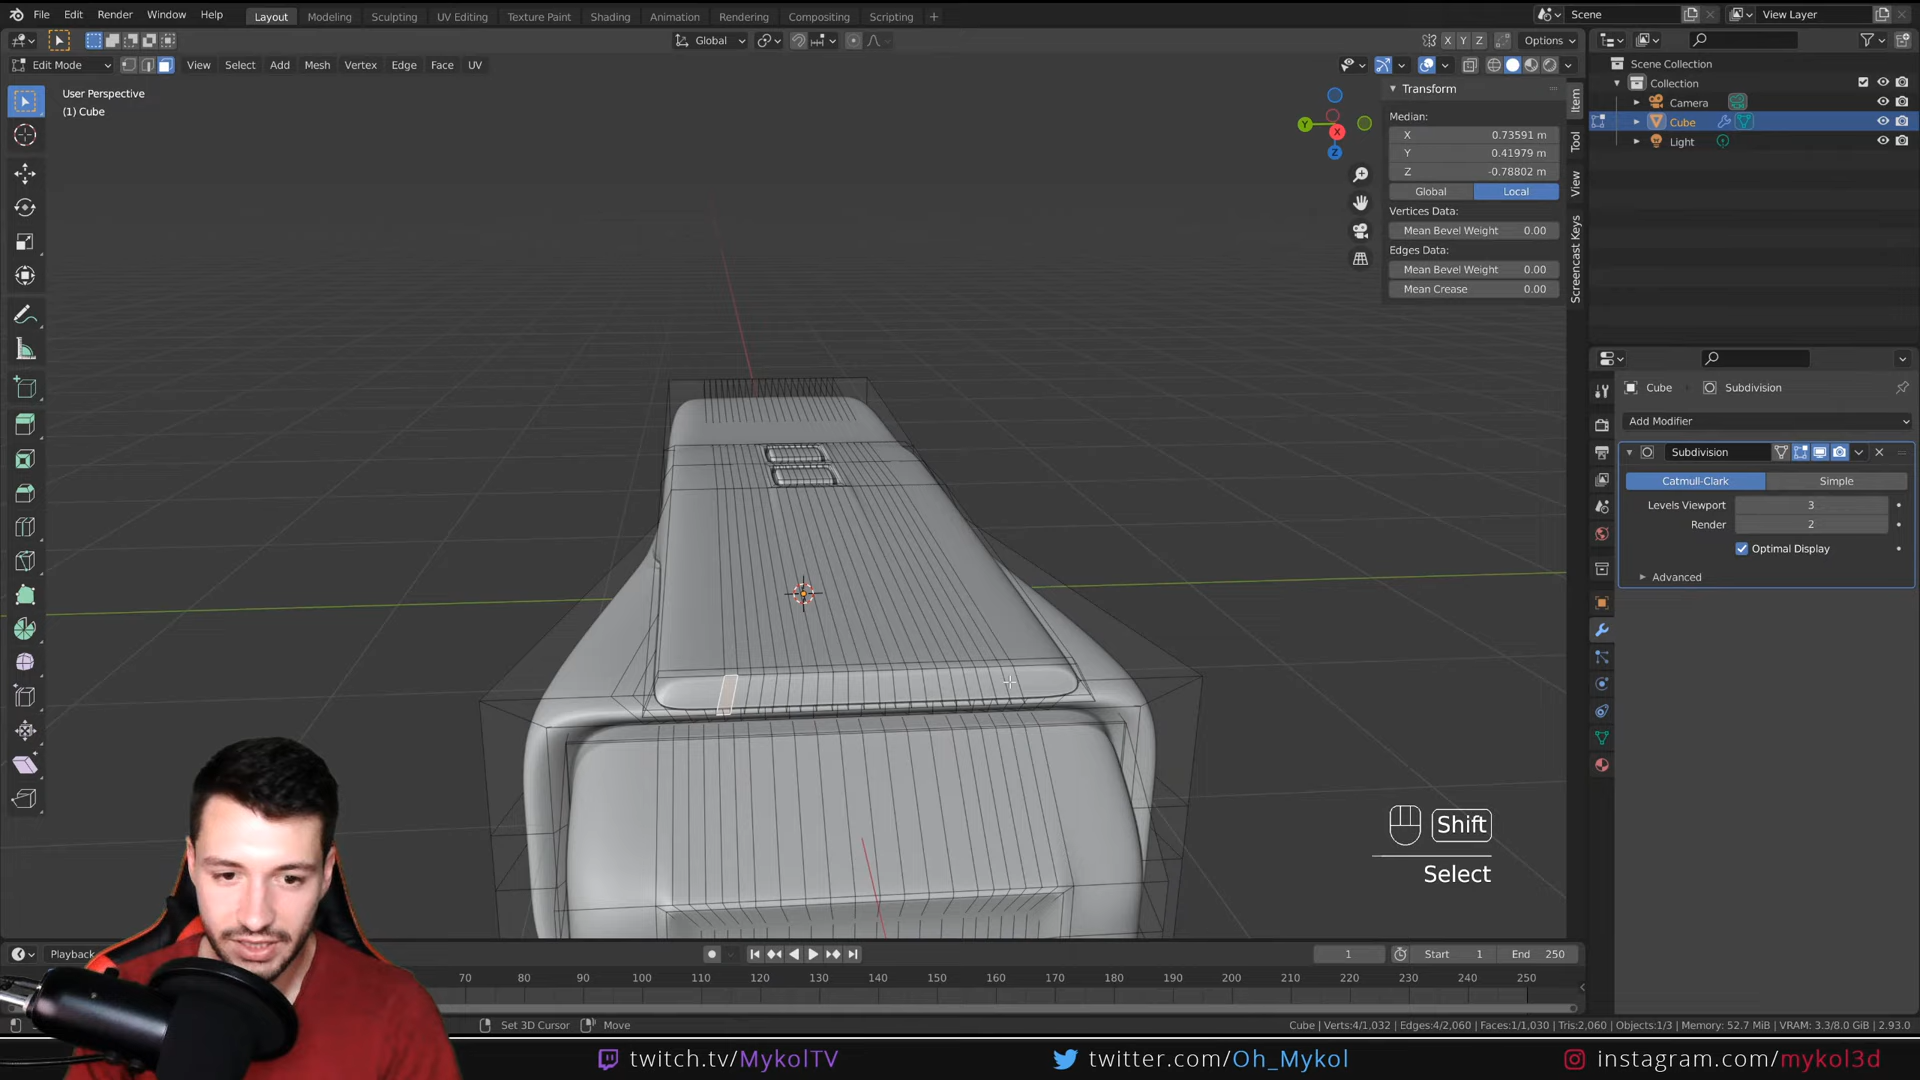 File Edit Render Window Help Layout Modeling Sculpting UV Editing Texture Paint Shading Animation Rendering Compositing Scripting + Scene View Layer
Global X Y Z Options
Edit Mode View Select Add Mesh Vertex Edge Face UV
User Perspective
(1) Cube
Y
X
Z
Transform
Median:
X 0.73591 m
Y 0.41979 m
Z -0.78802 m
Global Local
Vertices Data:
Mean Bevel Weight 0.00
Edges Data:
Mean Bevel Weight 0.00
Mean Crease 0.00
Item
Tool
View
Screencast Keys
Scene Collection
Collection
Camera
Cube
Light
Cube Subdivision
Add Modifier
Subdivision
Catmull-Clark Simple
Levels Viewport 3
Render 2
Optimal Display
Advanced
Shift
Select
Playback 1 Start 1 End 250
70 80 90 100 110 120 130 140 150 160 170 180 190 200 210 220 230 240 250
Set 3D Cursor Move Cube | Verts:4/1,032 | Edges:4/2,060 | Faces:1/1,030 | Tris:2,060 | Objects:1/3 | Memory: 52.7 MiB | VRAM: 3.3/8.0 GiB | 2.93.0
twitch.tv/MykolTV twitter.com/Oh_Mykol instagram.com/mykol3d